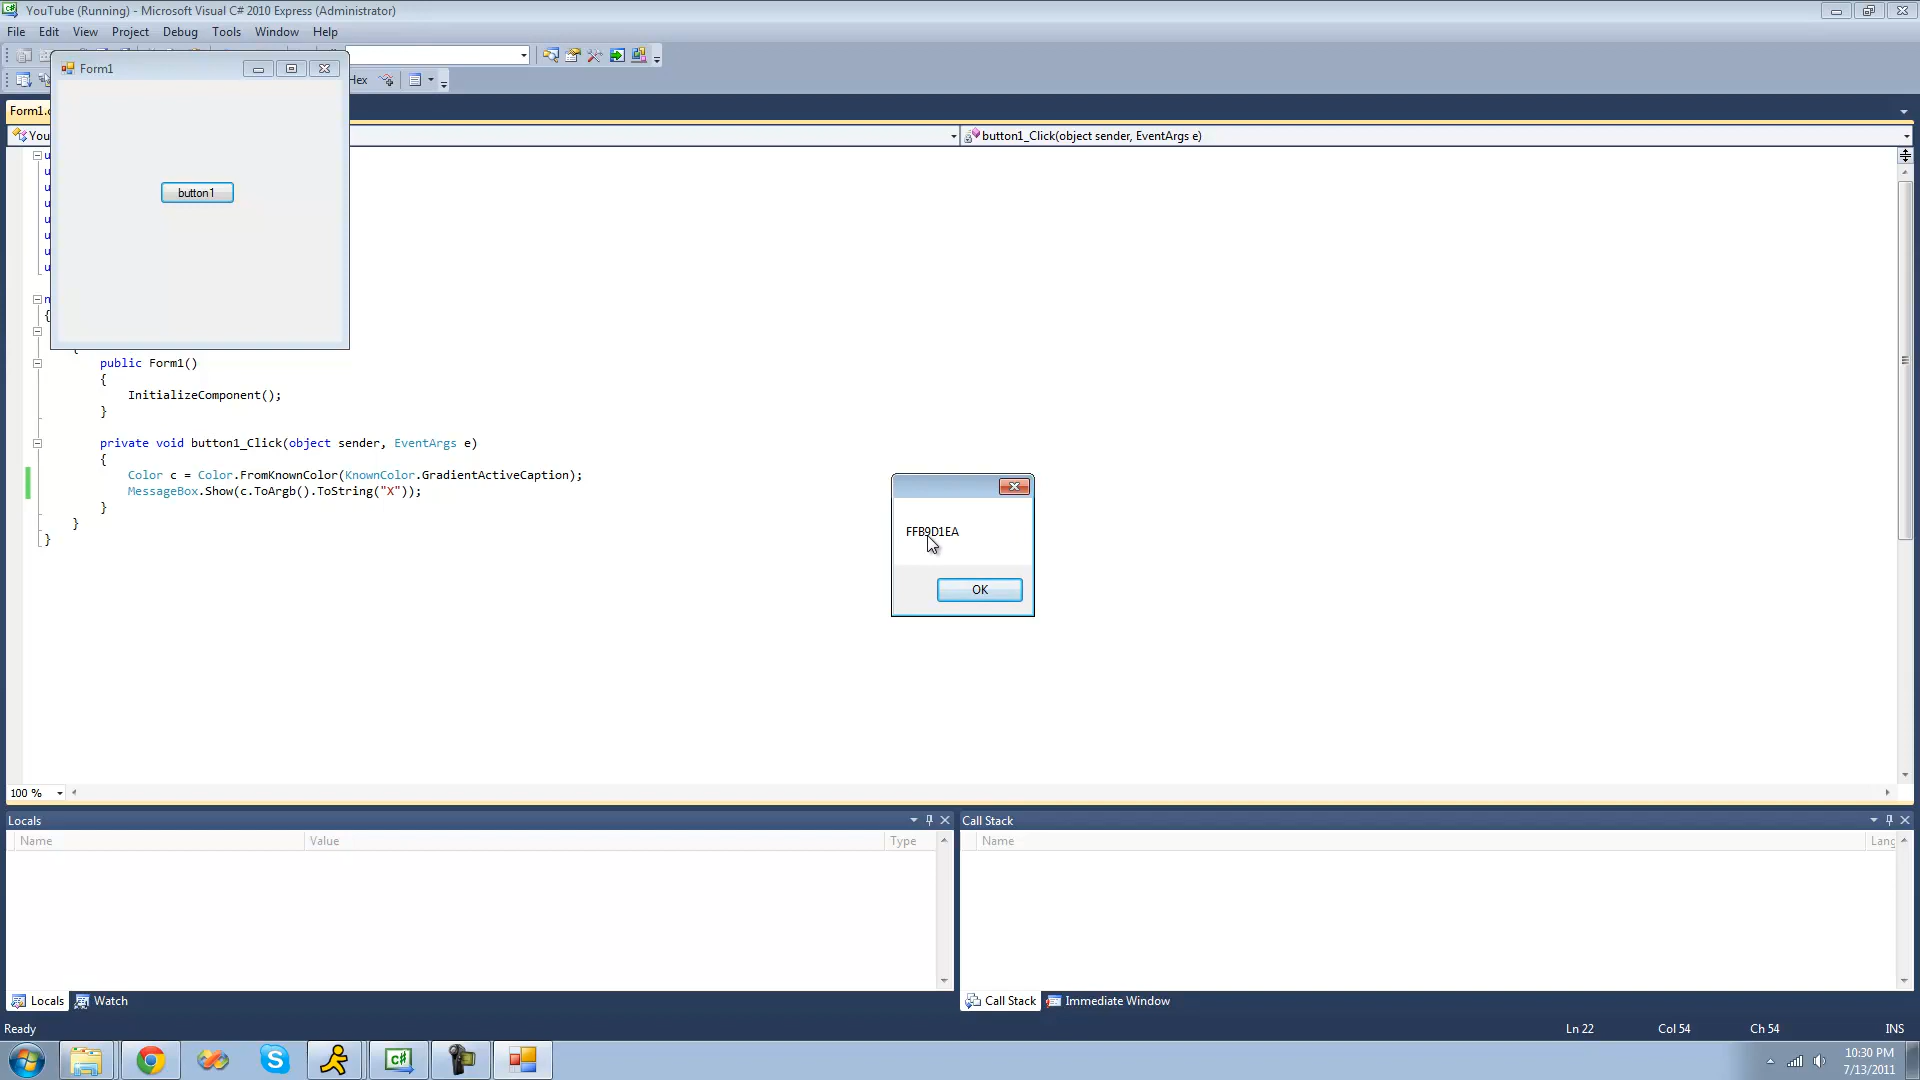 YouTube (Running) - Microsoft Visual C# 2010 Express (Administrator)
File Edit View Project Debug Tools Window Help
Form1
Hex
Form1.
You
button1_Click(object sender, EventArgs e)
button1
u
u
u
u
u
u
u
u
n
{
{
public Form1()
{
InitializeComponent();
}
private void button1_Click(object sender, EventArgs e)
{
Color c = Color.FromKnownColor(KnownColor.GradientActiveCaption);
MessageBox.Show(c.ToArgb().ToString("X"));
}
}
}
FFB9D1EA
OK
100 %
Locals
Name Value Type
Call Stack
Name Lang
Locals Watch
Call Stack Immediate Window
Ready Ln 22 Col 54 Ch 54 INS
10:30 PM
7/13/2011